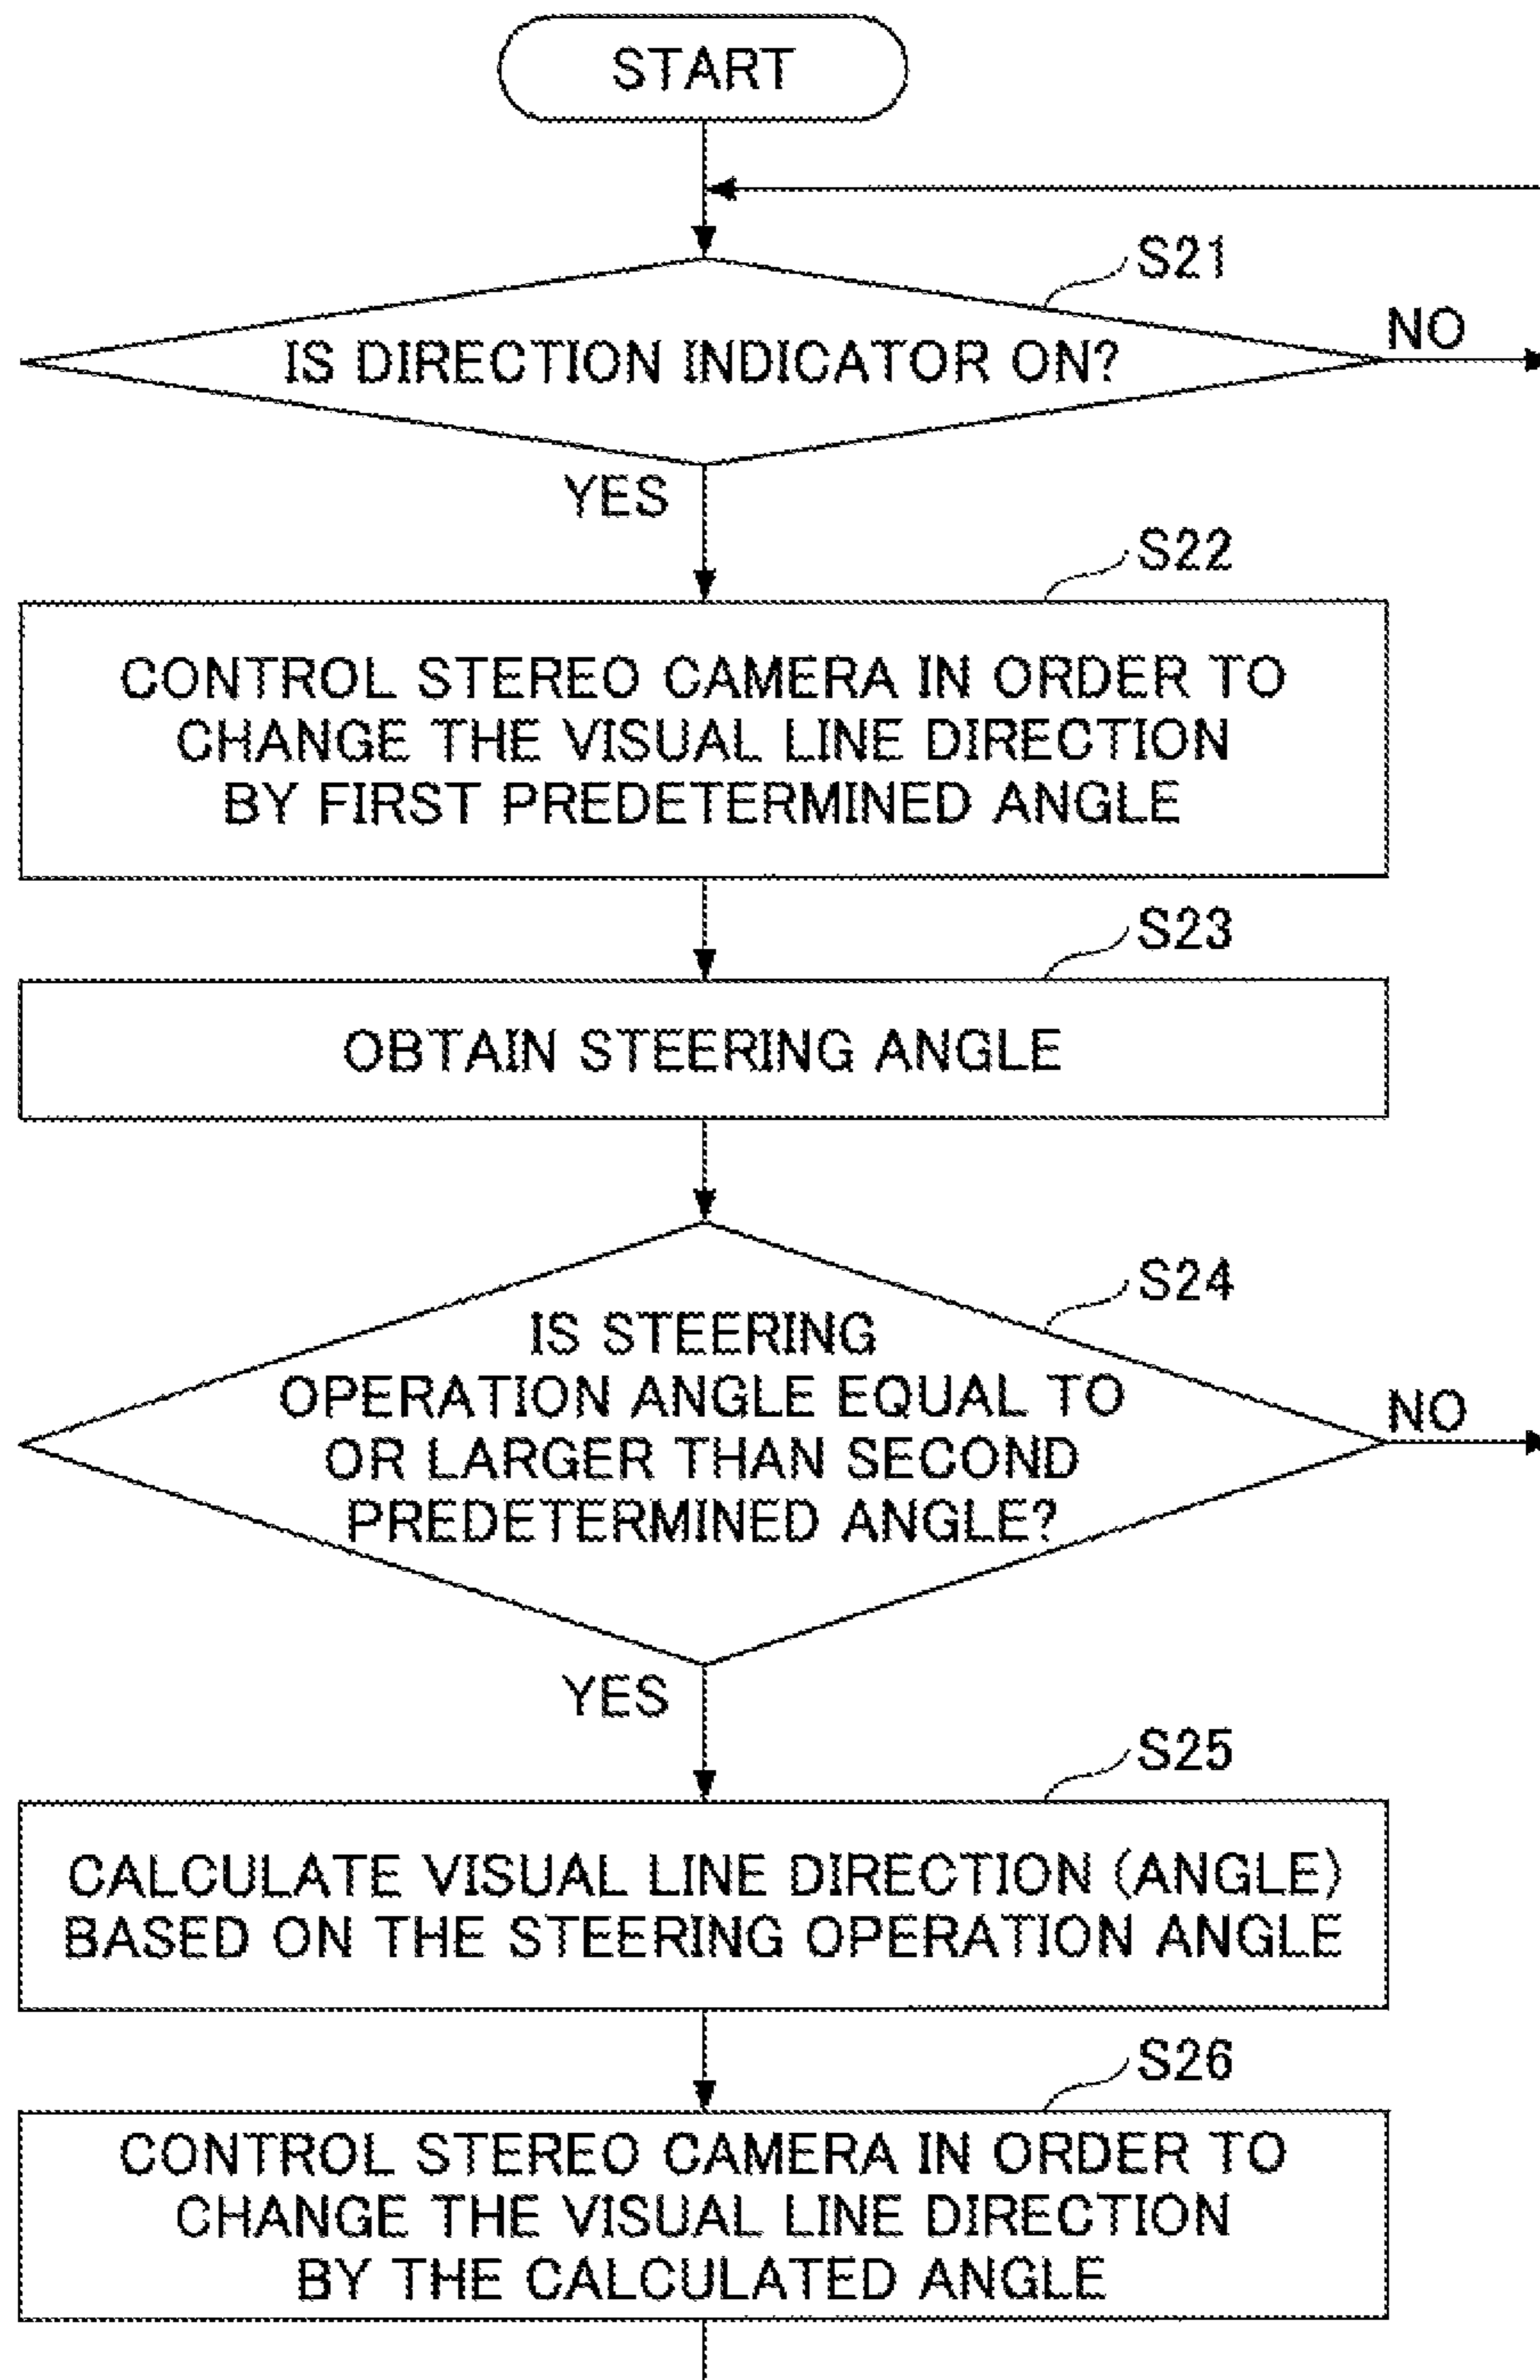 START
S21
IS DIRECTION INDICATOR ON?
NO
YES
S22
CONTROL STEREO CAMERA IN ORDER TO
CHANGE THE VISUAL LINE DIRECTION
BY FIRST PREDETERMINED ANGLE
S23
OBTAIN STEERING ANGLE
S24
IS STEERING
OPERATION ANGLE EQUAL TO
OR LARGER THAN SECOND
PREDETERMINED ANGLE?
NO
YES
S25
CALCULATE VISUAL LINE DIRECTION (ANGLE)
BASED ON THE STEERING OPERATION ANGLE
S26
CONTROL STEREO CAMERA IN ORDER TO
CHANGE THE VISUAL LINE DIRECTION
BY THE CALCULATED ANGLE